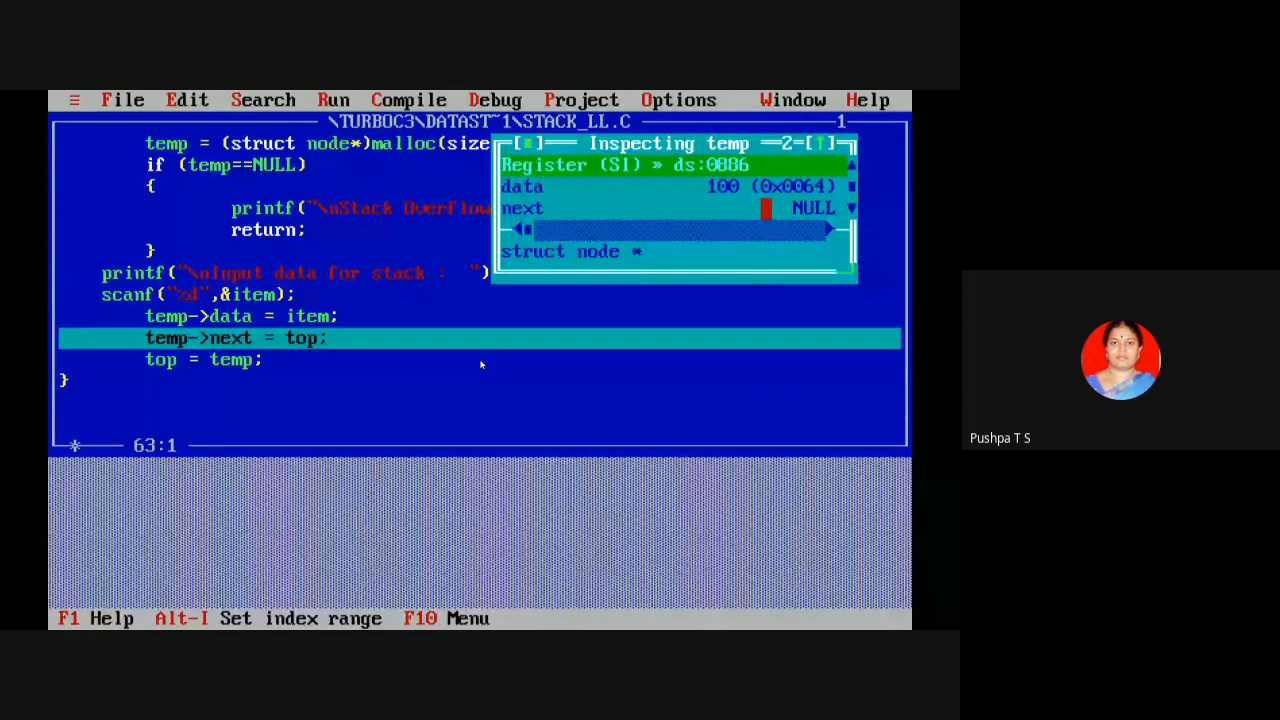 ≡ File Edit Search Run Compile Debug Project Options Window Help
\TURBOC3\DATAST~1\STACK_LL.C 1
temp = (struct node*)malloc(size
if (temp==NULL)
{
printf("\nStack Overflow
return;
}
printf("\nInput data for stack : ")
scanf("%d",&item);
temp->data = item;
temp->next = top;
top = temp;
}
63:1
[■] Inspecting temp 2=[↑]
Register (SI) » ds:0886
data 100 (0x0064)
next NULL
struct node *
F1 Help Alt-I Set index range F10 Menu
Pushpa T S